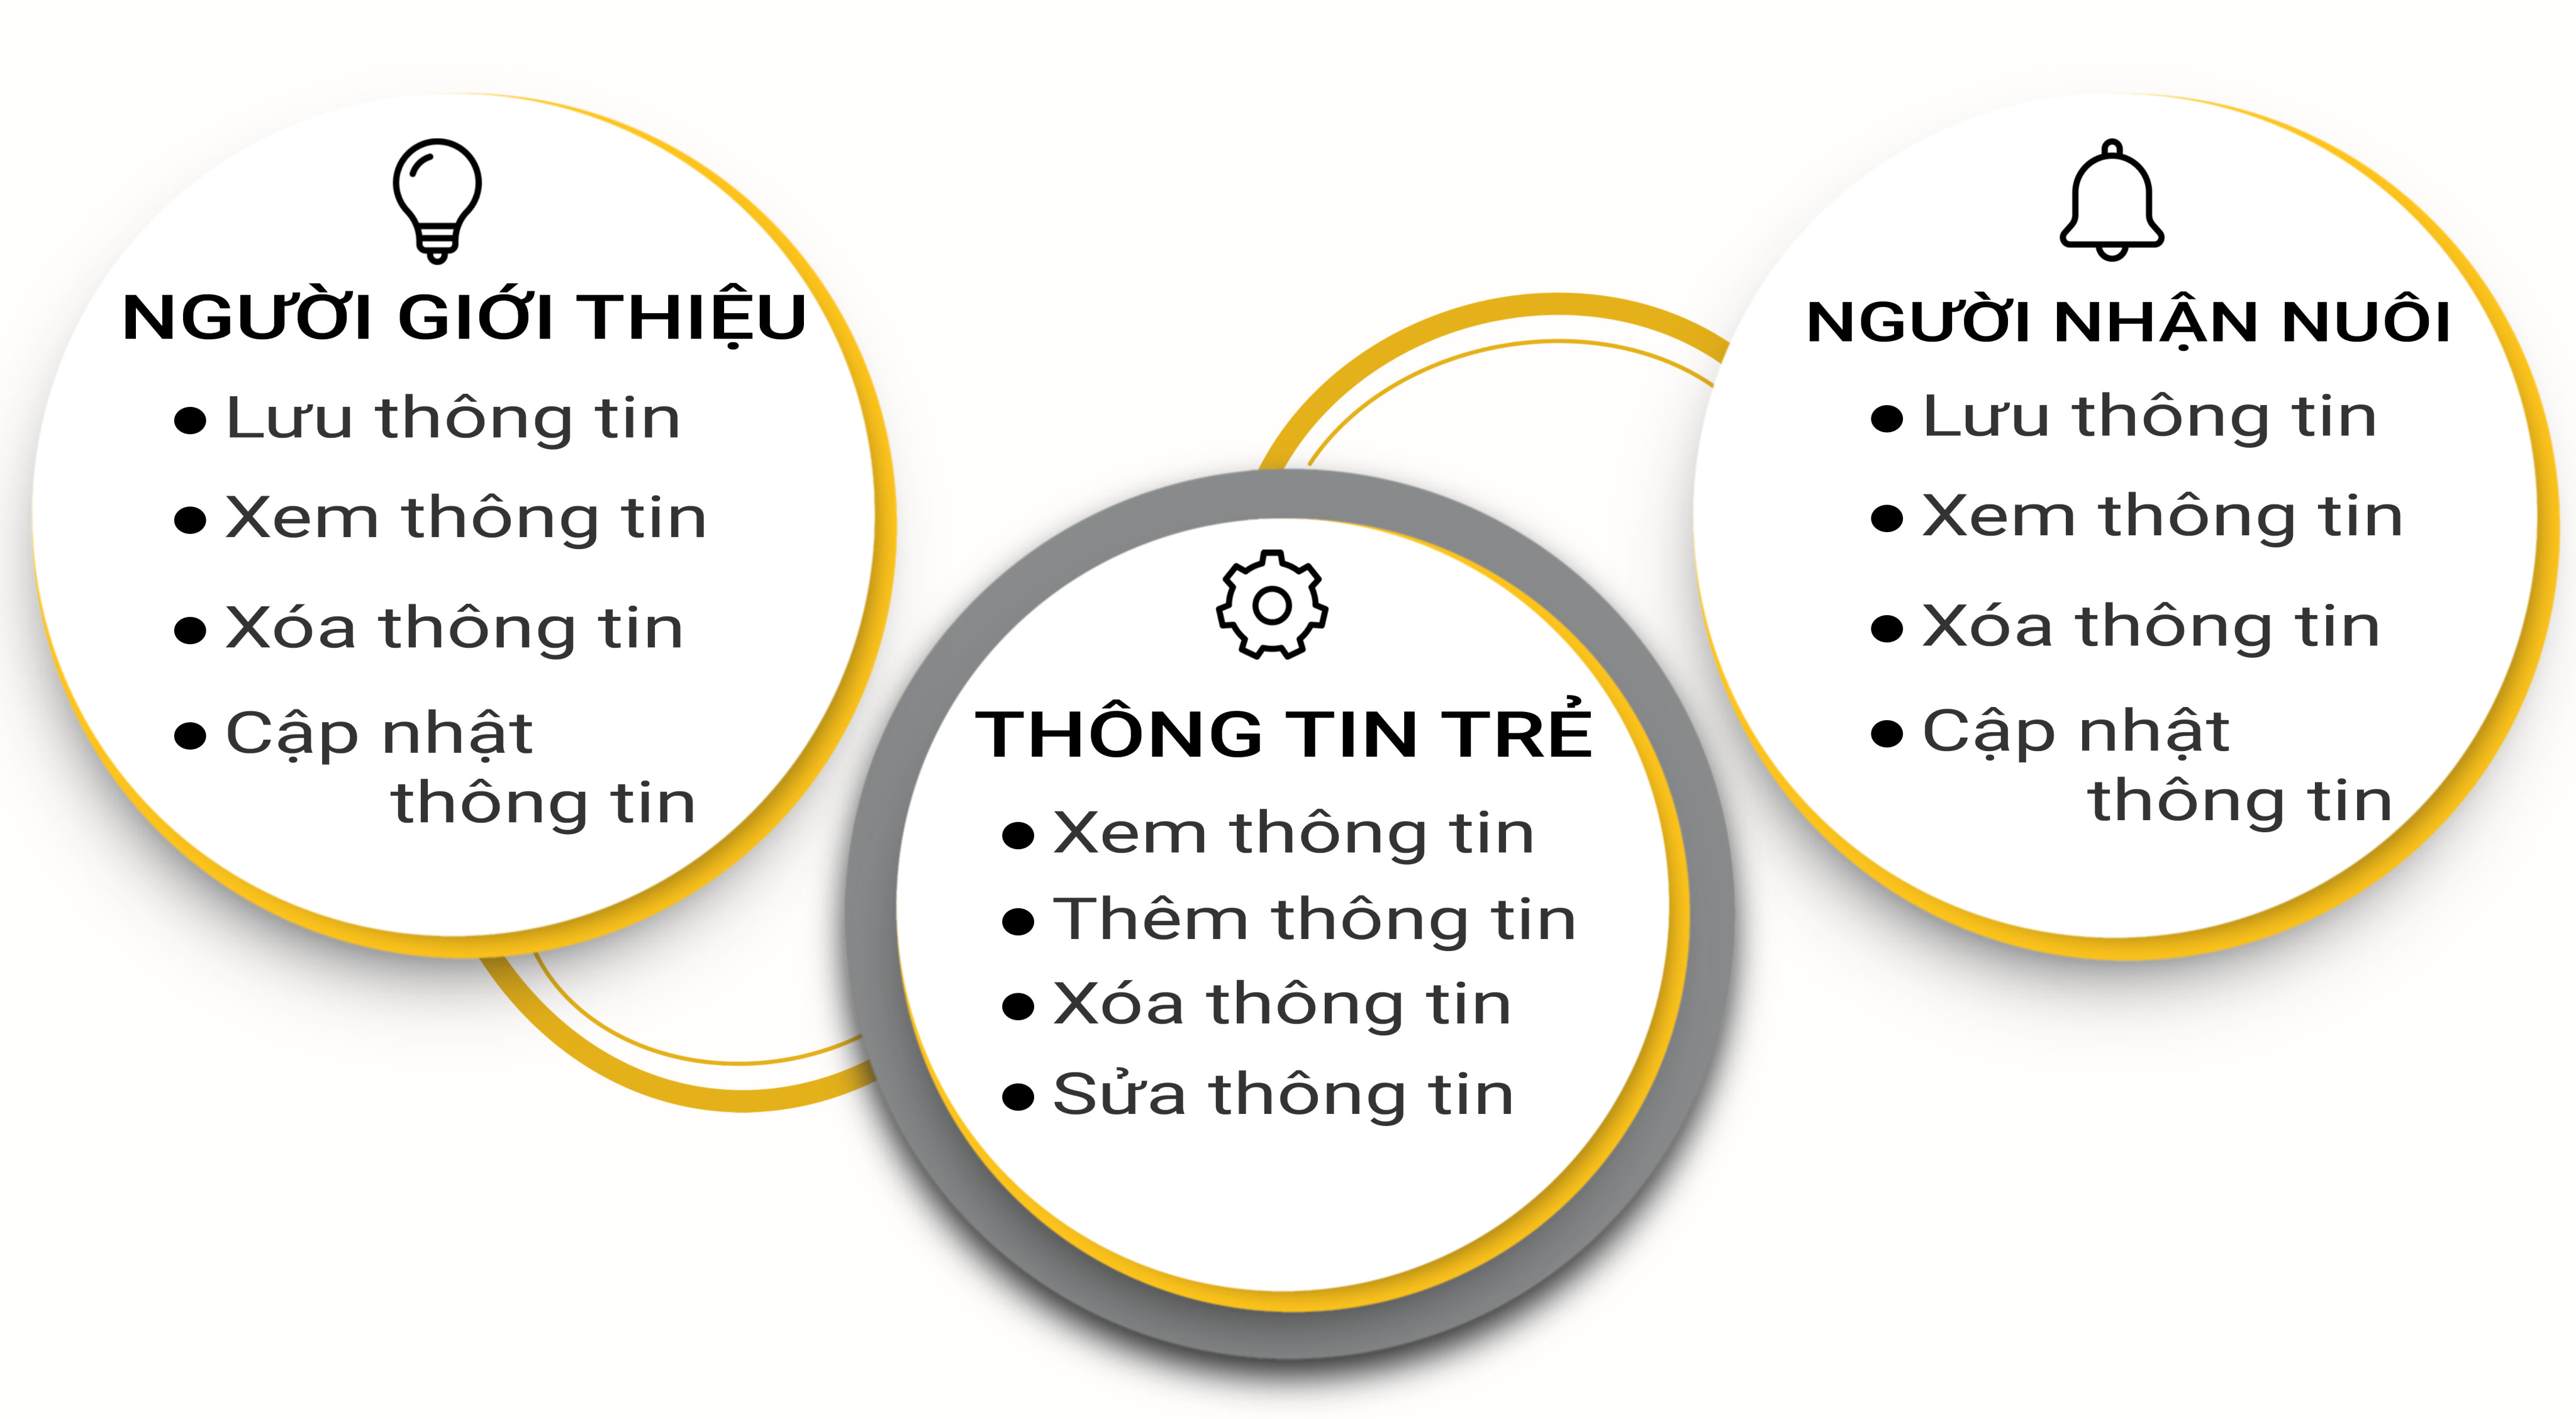 NGƯỜI GIỚI THIỆU
● Lưu thông tin
● Xem thông tin
● Xóa thông tin
● Cập nhật
thông tin
THÔNG TIN TRẺ
● Xem thông tin
● Thêm thông tin
● Xóa thông tin
● Sửa thông tin
NGƯỜI NHẬN NUÔI
● Lưu thông tin
● Xem thông tin
● Xóa thông tin
● Cập nhật
thông tin